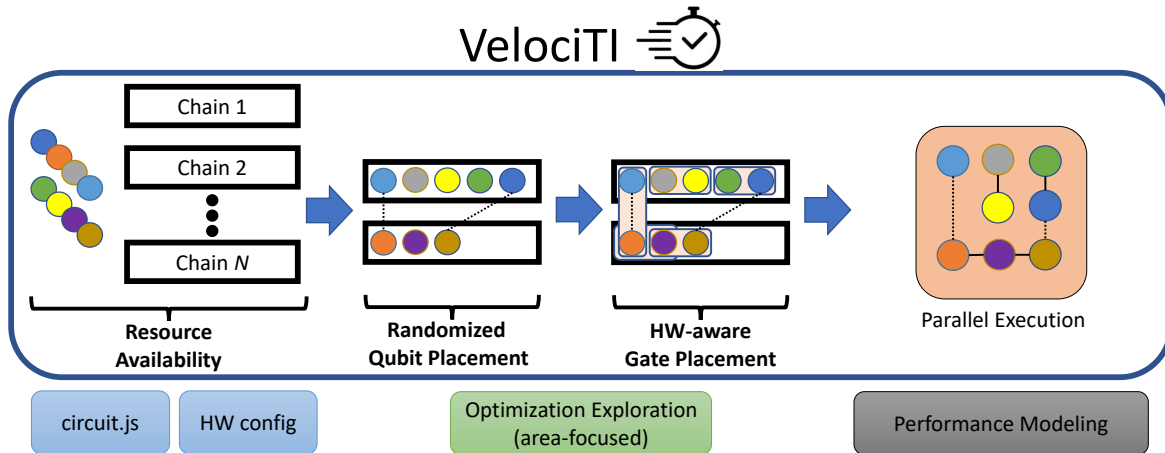 VelociTI
Chain 1
Chain 2
Chain N
Resource
Availability
Randomized
Qubit Placement
HW-aware
Gate Placement
Parallel Execution
circuit.js
HW config
Optimization Exploration
(area-focused)
Performance Modeling